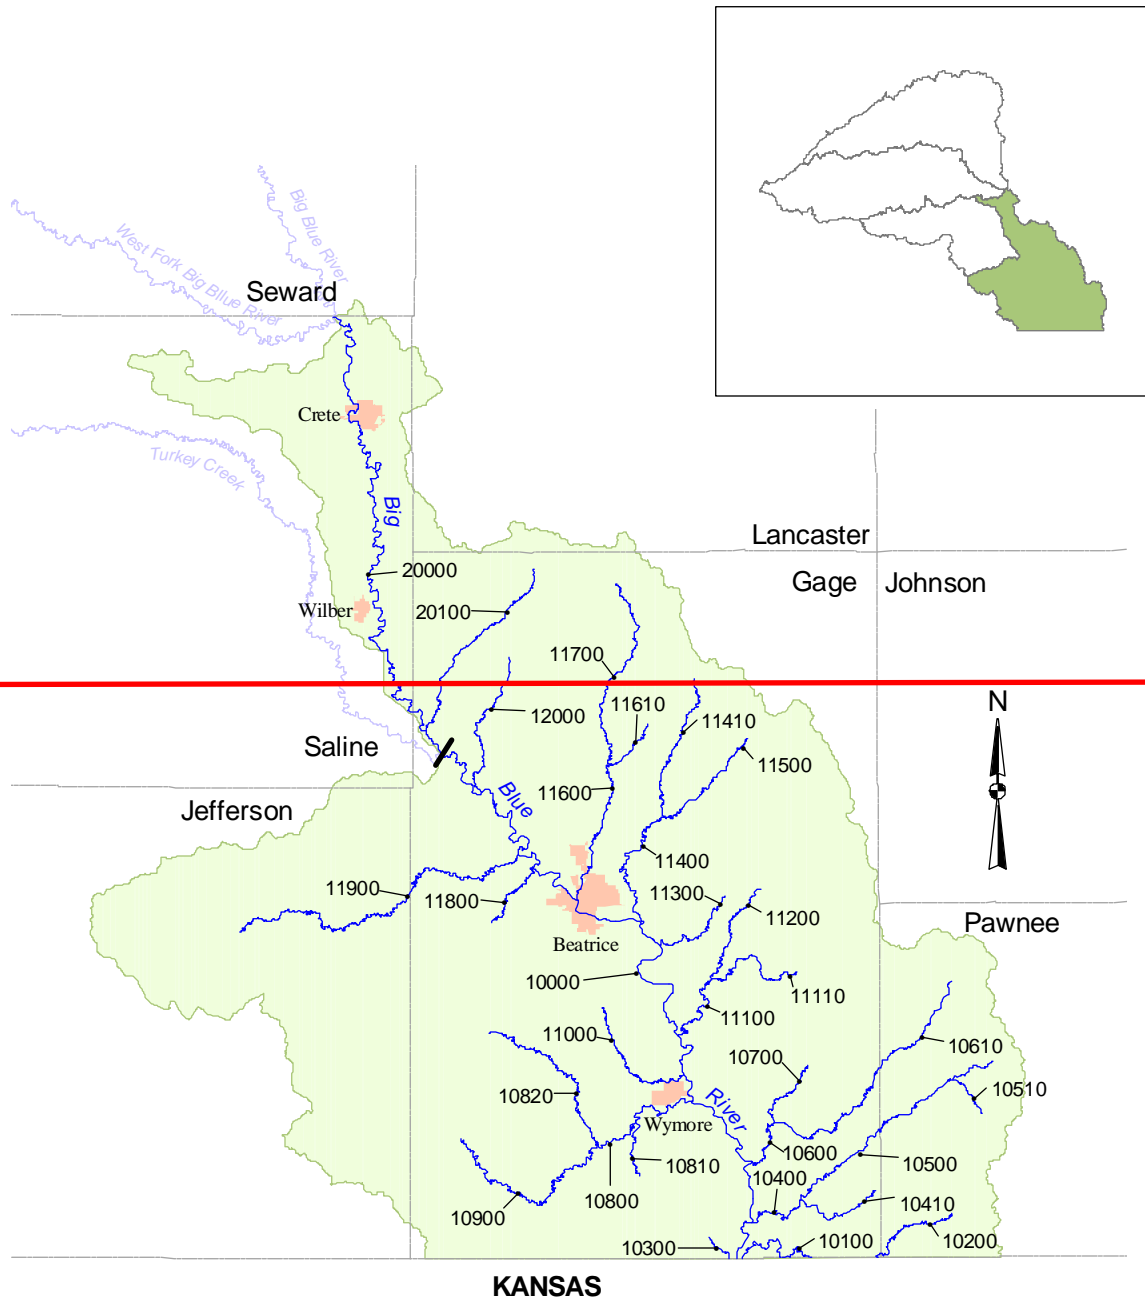 Big Blue River
West Fork Big Bllue River
Seward
Crete
Turkey Creek
Big
Lancaster
20000
Gage
Johnson
Wilber
20100
11700
N
11610
12000
11410
Saline
11500
Blue
11600
Jefferson
11400
11900
11800
11300
11200
Pawnee
Beatrice
10000
11110
11100
11000
10610
10700
10820
10510
River
Wymore
10600
10810
10500
10400
10800
10410
10900
10300
10100
10200
KANSAS